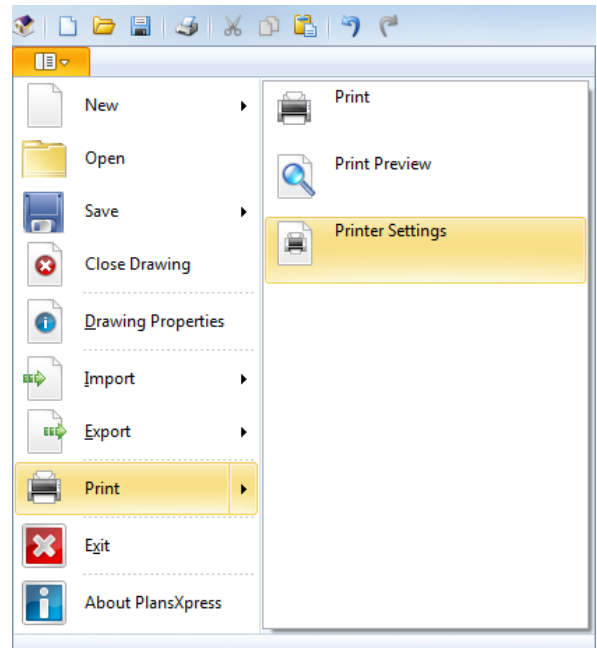 New
Open
Save
Close Drawing
Drawing Properties
Import
Export
Print
Exit
About PlansXpress
Print
Print Preview
Printer Settings